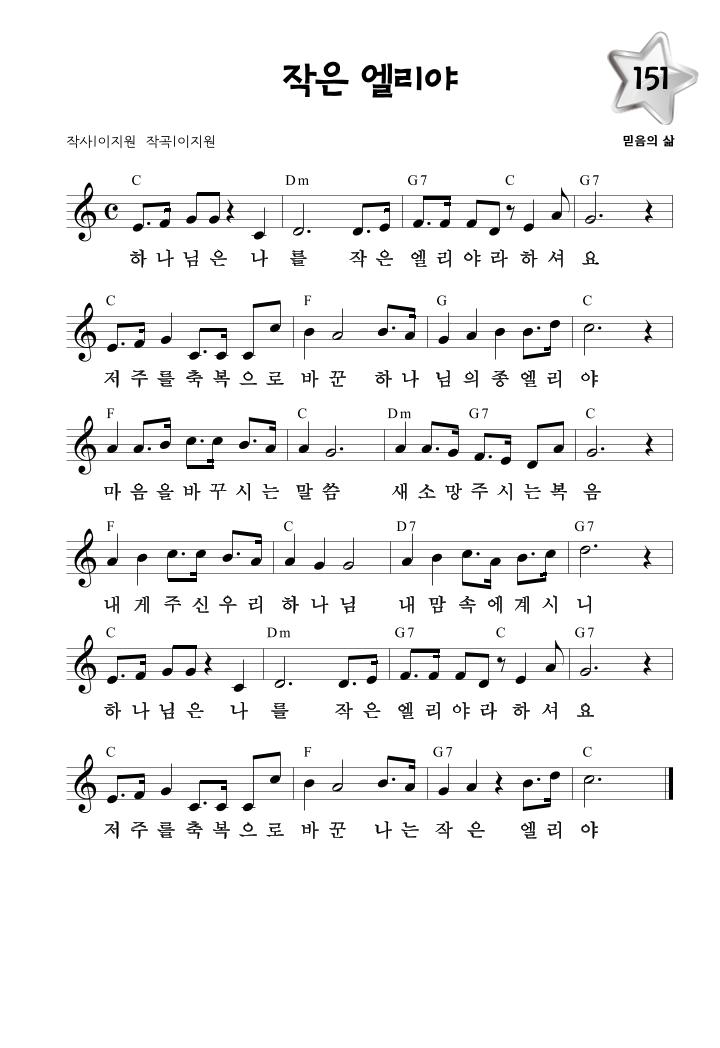 작은 엘리야
151
작사|이지원 작곡|이지원
믿음의 삶
C Dm G7 C G7
하나님은 나를 작은 엘리야라하셔요
C F G C
저주를축복으로 바꾼 하나님의종엘리야
F C Dm G7 C
마음을바꾸시는 말씀 새소망주시는복음
F C D7 G7
내게주신우리 하나님 내맘속에계시니
C Dm G7 C G7
하나님은 나를 작은엘리야라하셔요
C F G7 C
저주를축복으로 바꾼 나는작은 엘리야